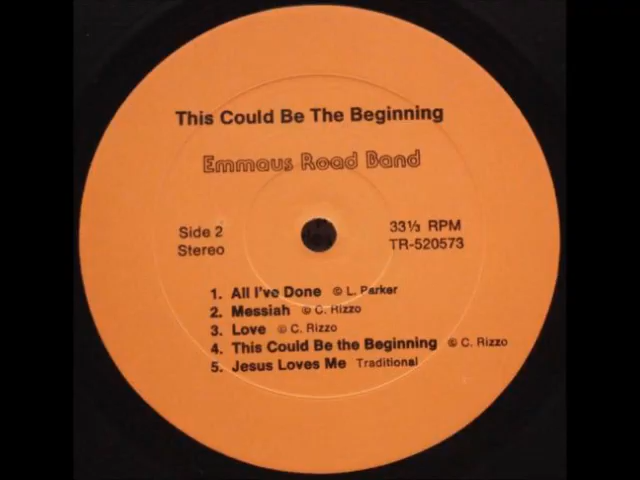 This Could Be The Beginning
Emmaus Road Band
Side 2
Stereo
33⅓ RPM
TR-520573
1. All I've Done © L. Parker
2. Messiah © C. Rizzo
3. Love © C. Rizzo
4. This Could Be the Beginning © C. Rizzo
5. Jesus Loves Me Traditional